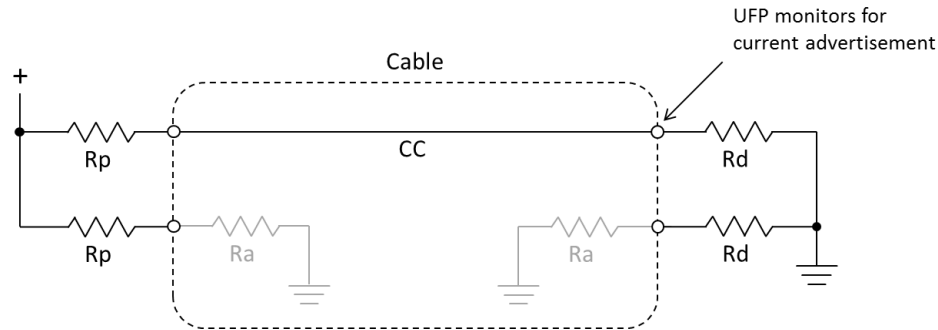 UFP monitors for
current advertisement
Cable
+
Rp
CC
Rd
Rp
Ra
Ra
Rd